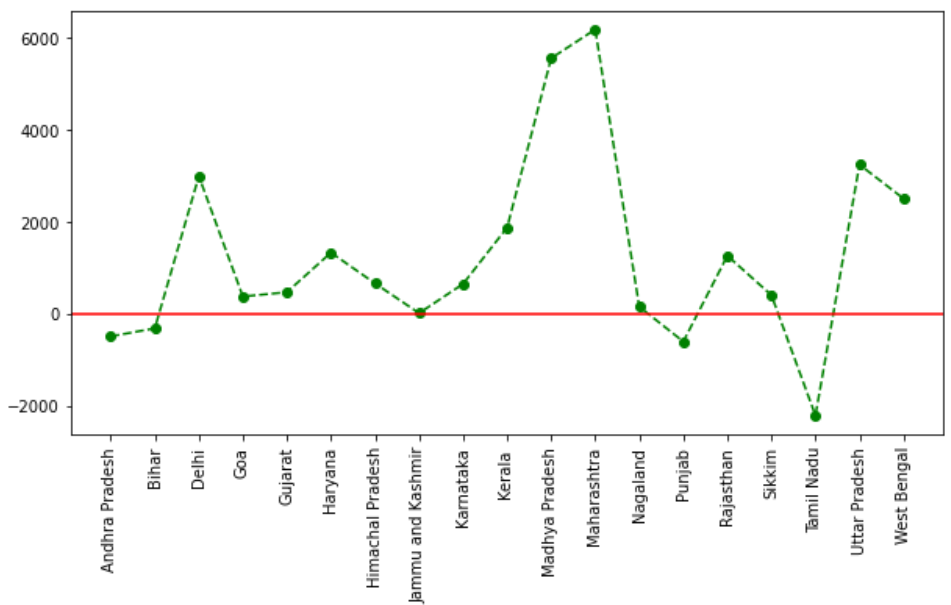 6000
4000
2000
0
−2000
Andhra Pradesh
Bihar
Delhi
Goa
Gujarat
Haryana
Himachal Pradesh
Jammu and Kashmir
Karnataka
Kerala
Madhya Pradesh
Maharashtra
Nagaland
Punjab
Rajasthan
Sikkim
Tamil Nadu
Uttar Pradesh
West Bengal